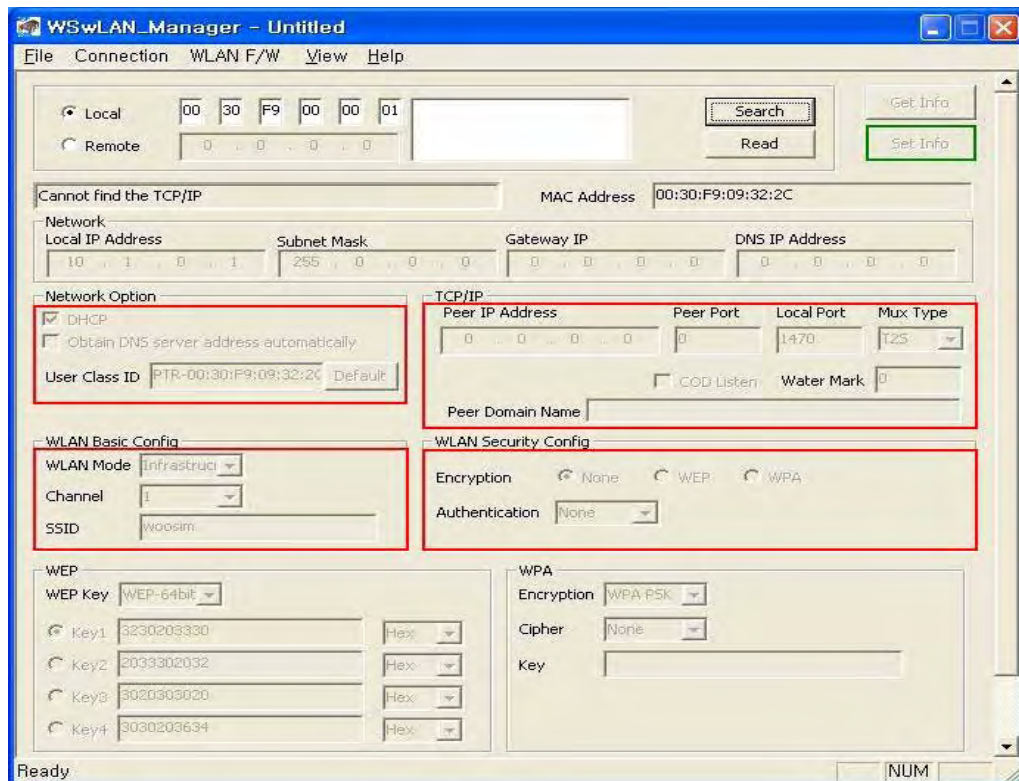 WSwLAN_Manager - Untitled
File Connection WLAN F/W View Help
Local 00 30 F9 00 00 01 Search Get Info
Remote 0 . 0 . 0 . 0 Read Set Info
Cannot find the TCP/IP MAC Address 00:30:F9:09:32:2C
Network
Local IP Address Subnet Mask Gateway IP DNS IP Address
10 . 1 . 0 . 1 255 . 0 . 0 . 0 0 . 0 . 0 . 0 0 . 0 . 0 . 0
Network Option TCP/IP
DHCP Peer IP Address Peer Port Local Port Mux Type
Obtain DNS server address automatically 0 . 0 . 0 . 0 0 1470 T2S
User Class ID PTR-00:30:F9:09:32:2C Default COD Listen Water Mark 0
Peer Domain Name
WLAN Basic Config WLAN Security Config
WLAN Mode Infrastruct Encryption None WEP WPA
Channel 1 Authentication None
SSID woosim
WEP WPA
WEP Key WEP-64bit Encryption WPA PSK
Key1 3230203330 Hex Cipher None
Key2 2033302032 Hex Key
Key3 3020303020 Hex
Key4 3030203634 Hex
Ready NUM